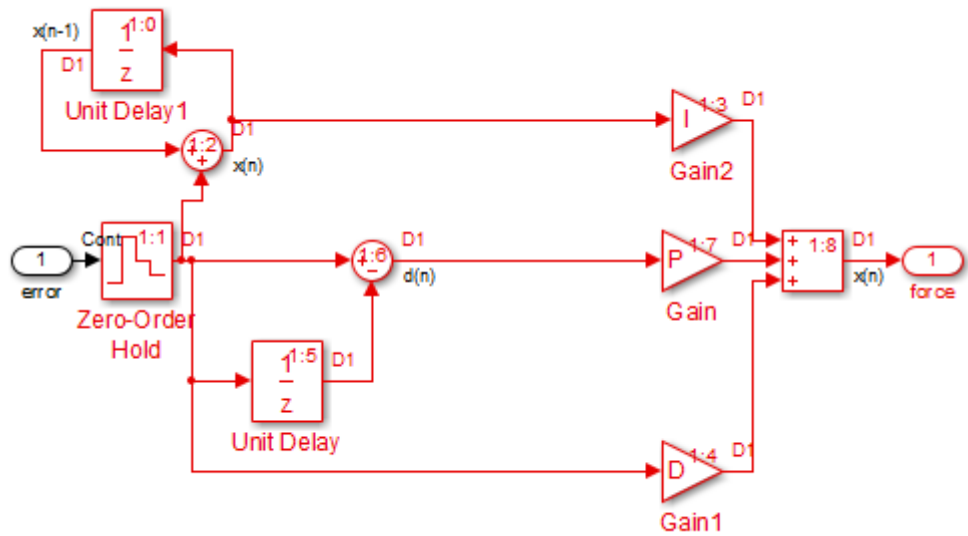 x(n-1)
D1
1:0
1
z
Unit Delay1
1:2
+
+
D1
x(n)
I
1:3
D1
Gain2
1
error
Cont
1:1
D1
Zero-Order
Hold
1:6
+
−
D1
d(n)
P
1:7
D1
Gain
+
+
+
1:8
D1
x(n)
1
force
1:5
1
z
D1
Unit Delay
D
1:4
D1
Gain1